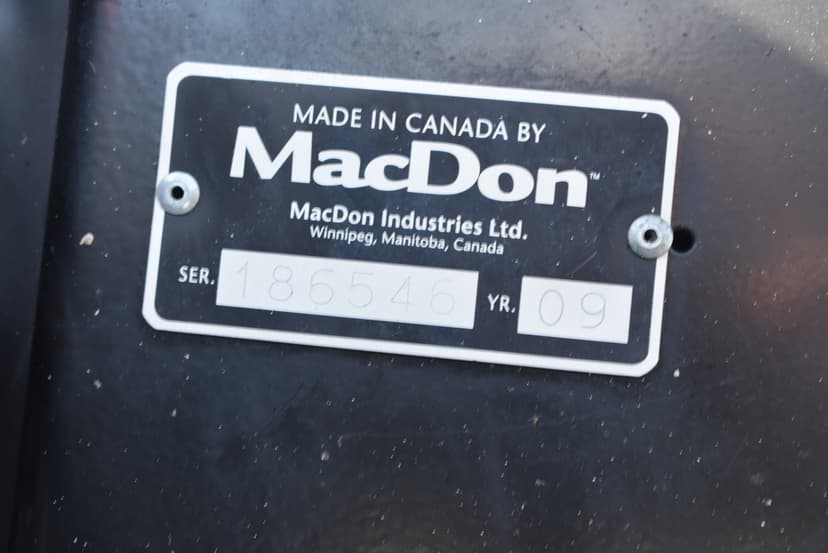 MADE IN CANADA BY
MacDon™
MacDon Industries Ltd.
Winnipeg, Manitoba, Canada
SER. 186546 YR. 09